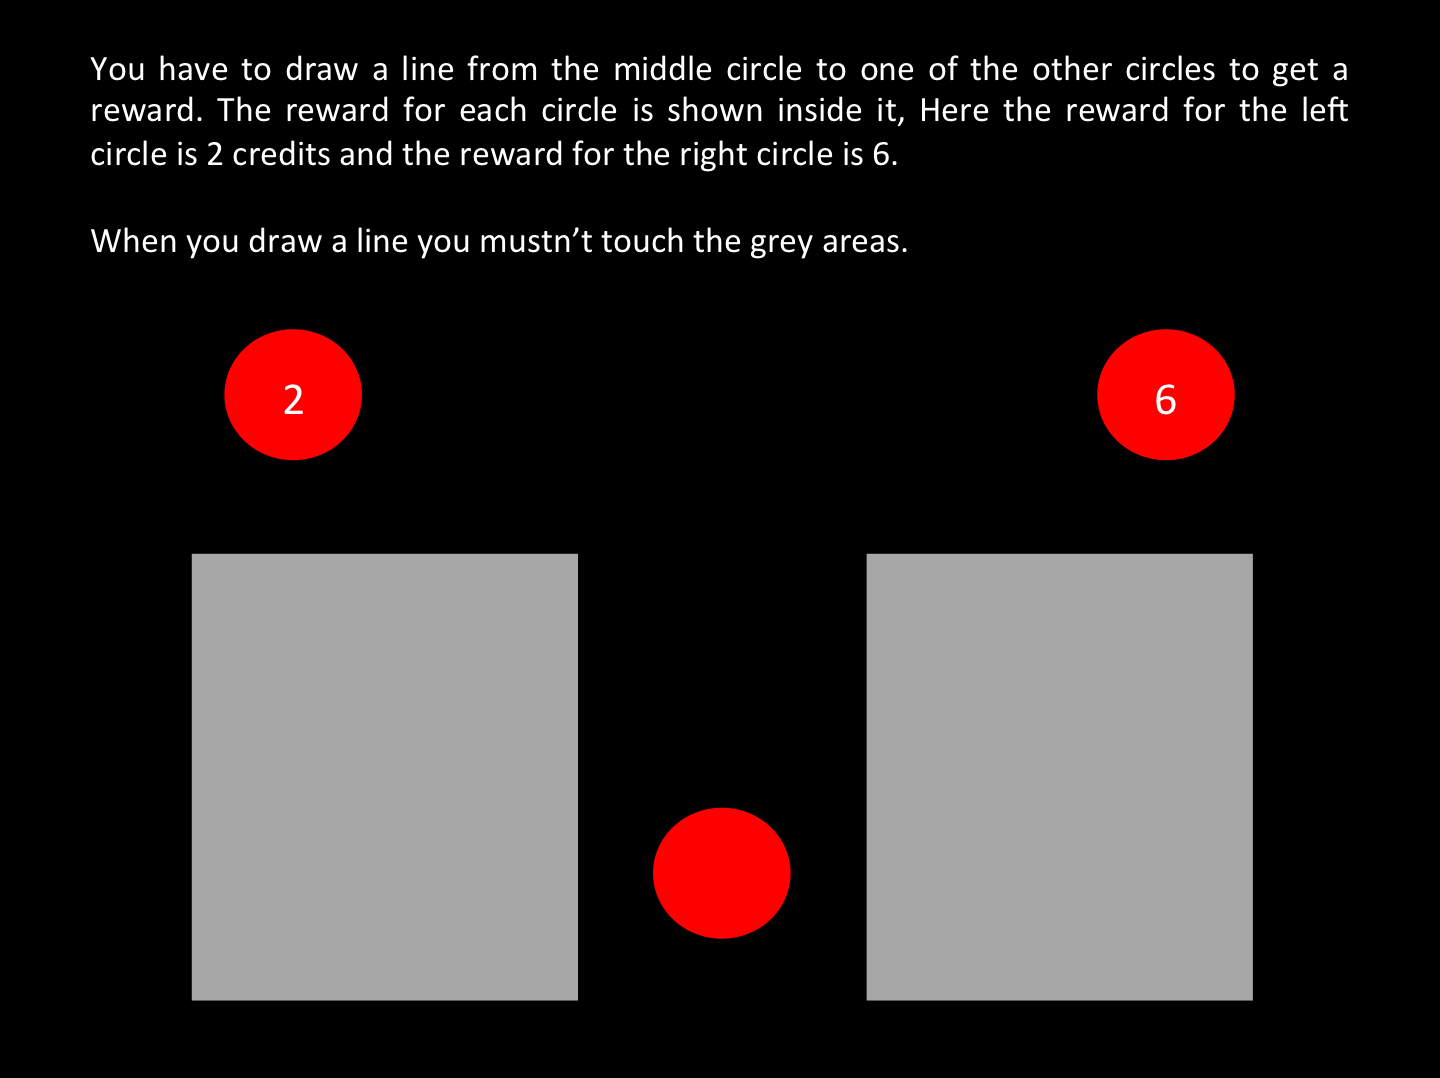 You have to draw a line from the middle circle to one of the other circles to get a
reward. The reward for each circle is shown inside it, Here the reward for the left
circle is 2 credits and the reward for the right circle is 6.
When you draw a line you mustn’t touch the grey areas.
2
6